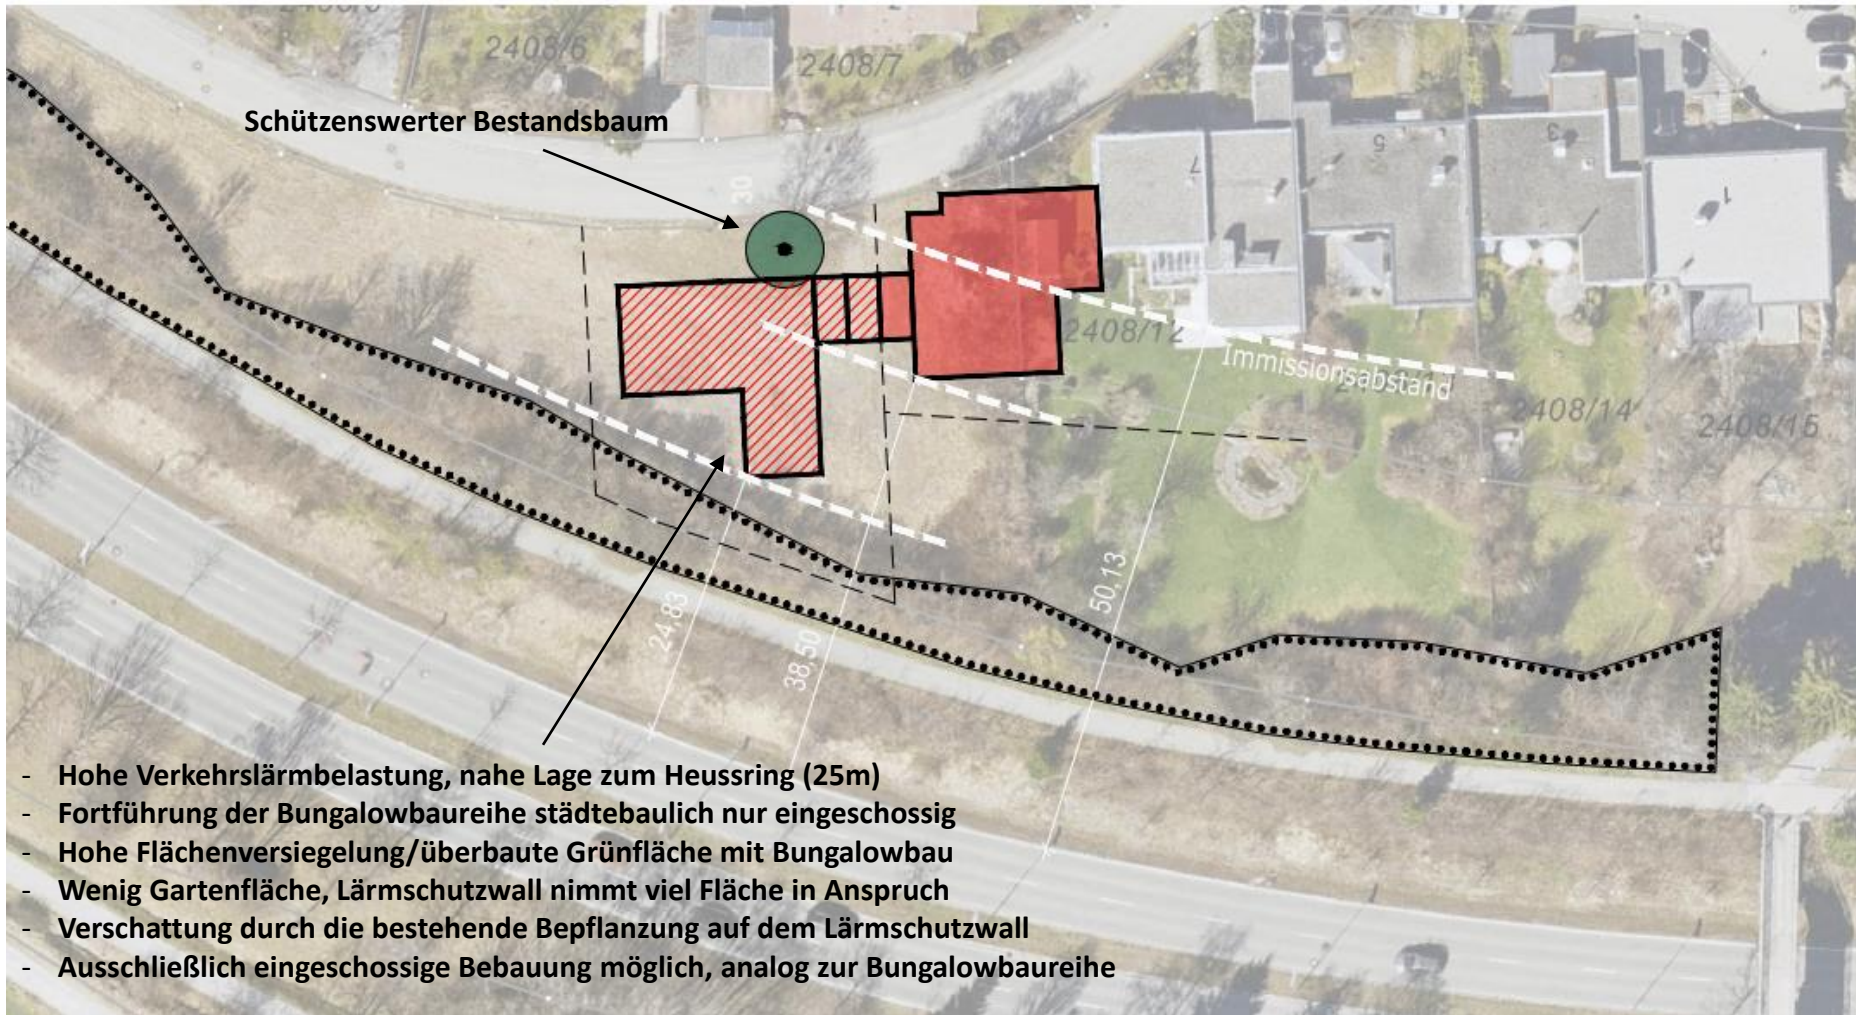 2408/6
2408/7
Schützenswerter Bestandsbaum
30
7
5
3
1
2408/12
Immissionsabstand
2408/14
2408/15
24,83
38,50
50,13
- Hohe Verkehrslärmbelastung, nahe Lage zum Heussring (25m)
- Fortführung der Bungalowbaureihe städtebaulich nur eingeschossig
- Hohe Flächenversiegelung/überbaute Grünfläche mit Bungalowbau
- Wenig Gartenfläche, Lärmschutzwall nimmt viel Fläche in Anspruch
- Verschattung durch die bestehende Bepflanzung auf dem Lärmschutzwall
- Ausschließlich eingeschossige Bebauung möglich, analog zur Bungalowbaureihe